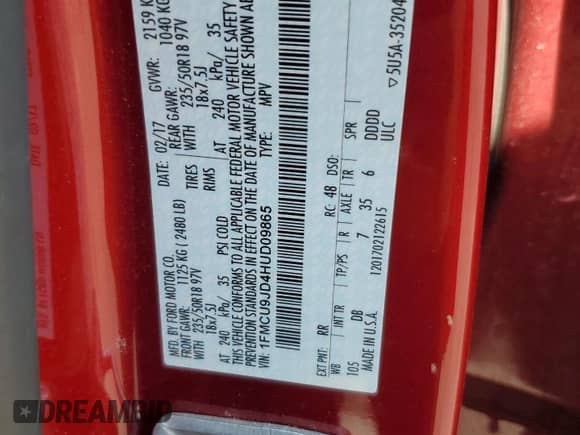 MFD. BY FORD MOTOR CO. DATE: 02/17 GVWR: 2159 K
FRONT GAWR: 1125 KG ( 2480 LB) REAR GAWR: 1040 KG
WITH TIRES WITH
235/50R18 97V 235/50R18 97V
18x7.5J RIMS 18x7.5J
AT 240 kPa/ 35 PSI COLD AT 240 kPa/ 35
THIS VEHICLE CONFORMS TO ALL APPLICABLE FEDERAL MOTOR VEHICLE SAFETY
PREVENTION STANDARDS IN EFFECT ON THE DATE OF MANUFACTURE SHOWN
VIN: 1FMCU9JD4HUD09865 TYPE: MPV
EXT PNT: RR RC: 48 DSO:
WB INT TR TP/PS R AXLE TR SPR
105 DB 7 35 6 DDDD
MADE IN U.S.A. 1201702122615 ULC
5U5A-35204
DREAMBID